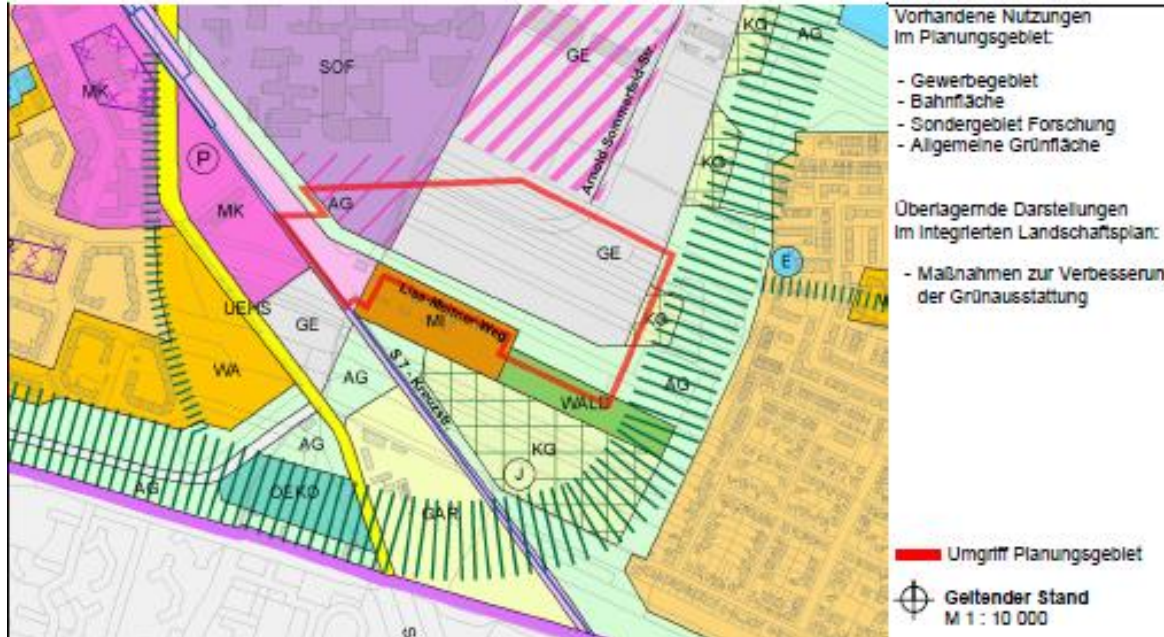 SOF
GE
KG
AG
MK
Arnold-Sommerfeld-Str.
P
KG
MK
AG
GE
E
Lise-Meitner-Weg
MI
KG
UEHS
GE
WA
AG
S 7 - Kreuzstr.
WALD
AG
AG
KG
J
AG
OEKO
GAR
Vorhandene Nutzungen
im Planungsgebiet:
- Gewerbegebiet
- Bahnfläche
- Sondergebiet Forschung
- Allgemeine Grünfläche
Überlagernde Darstellungen
im Integrierten Landschaftsplan:
- Maßnahmen zur Verbesserun
der Grünausstattung
Umgriff Planungsgebiet
Geltender Stand
M 1 : 10 000